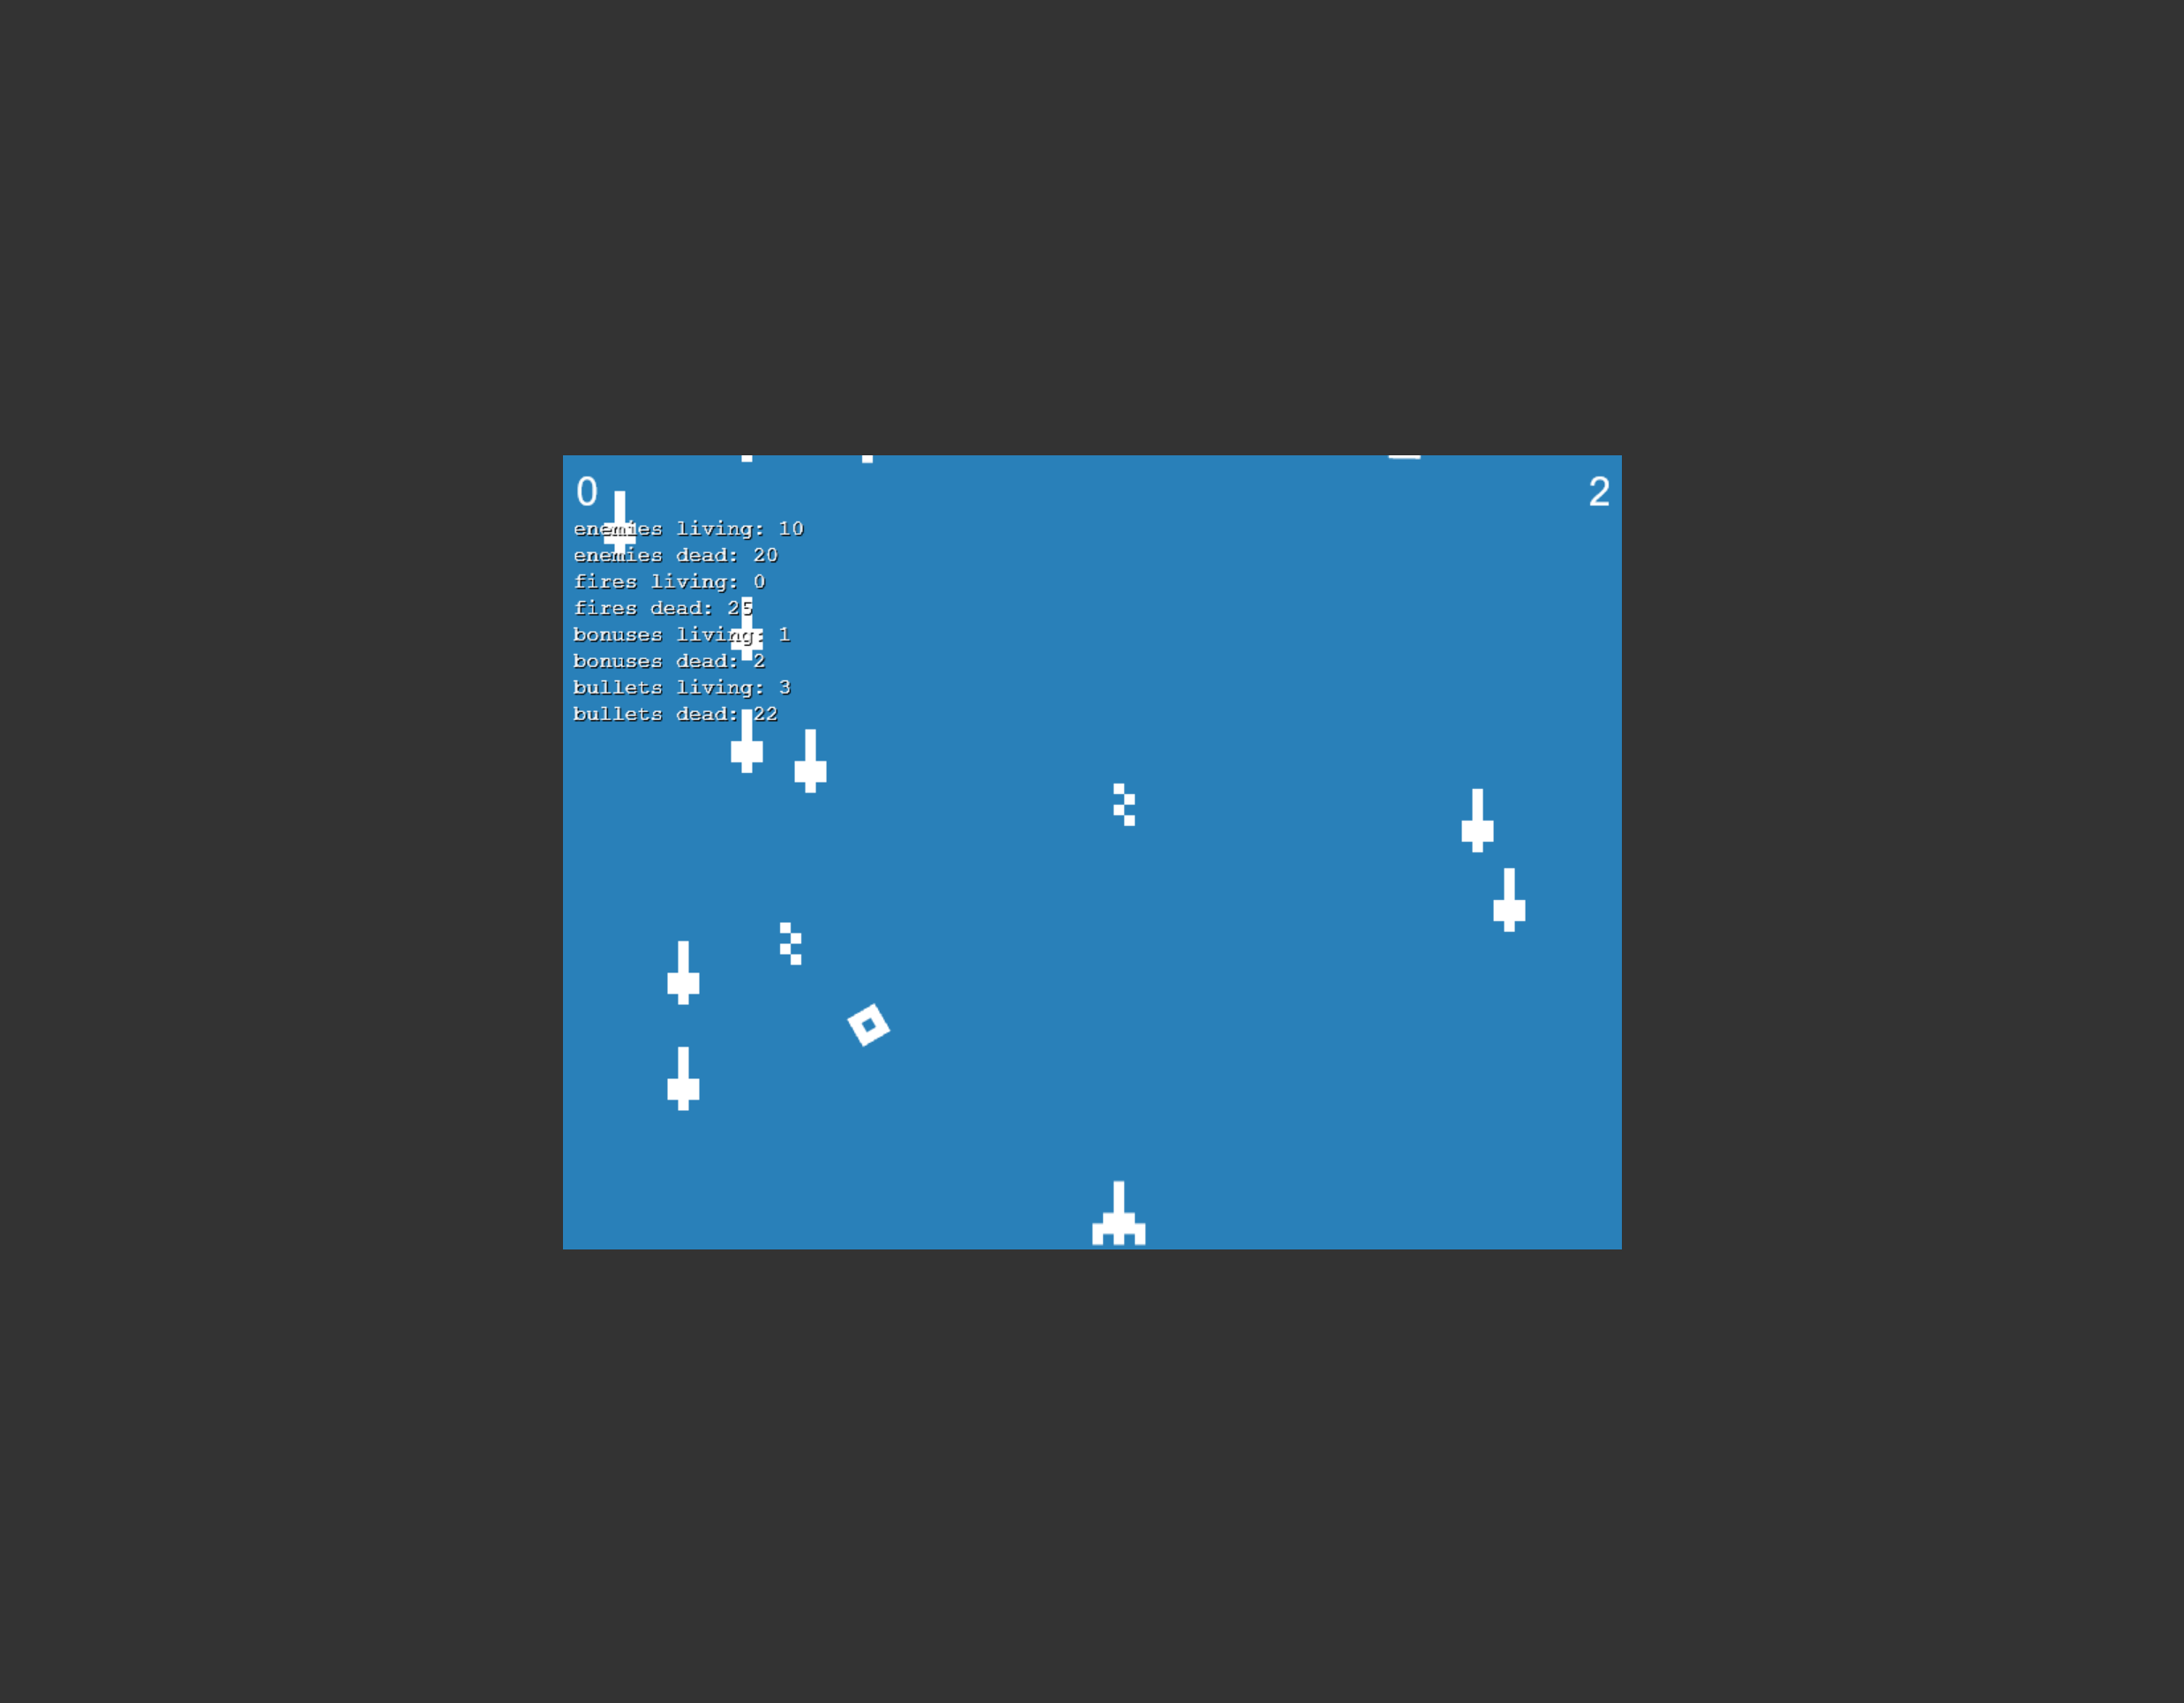 0
2
enemies living: 10
enemies dead: 20
fires living: 0
fires dead: 25
bonuses living: 1
bonuses dead: 2
bullets living: 3
bullets dead: 22